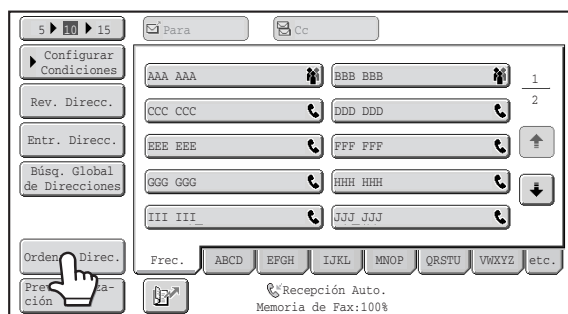 5 10 15
Para
Cc
Configurar
Condiciones
Rev. Direcc.
Entr. Direcc.
Búsq. Global
de Direcciones
AAA AAA
BBB BBB
CCC CCC
DDD DDD
EEE EEE
FFF FFF
GGG GGG
HHH HHH
III III
JJJ JJJ
1
2
Direc.
Frec.
ABCD
EFGH
IJKL
MNOP
QRSTU
VWXYZ
etc.
ción
Recepción Auto.
Memoria de Fax:100%